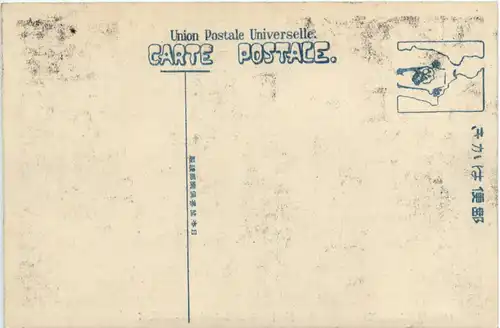 Union Postale Universelle.
CARTE POSTALE.
きかは便郵